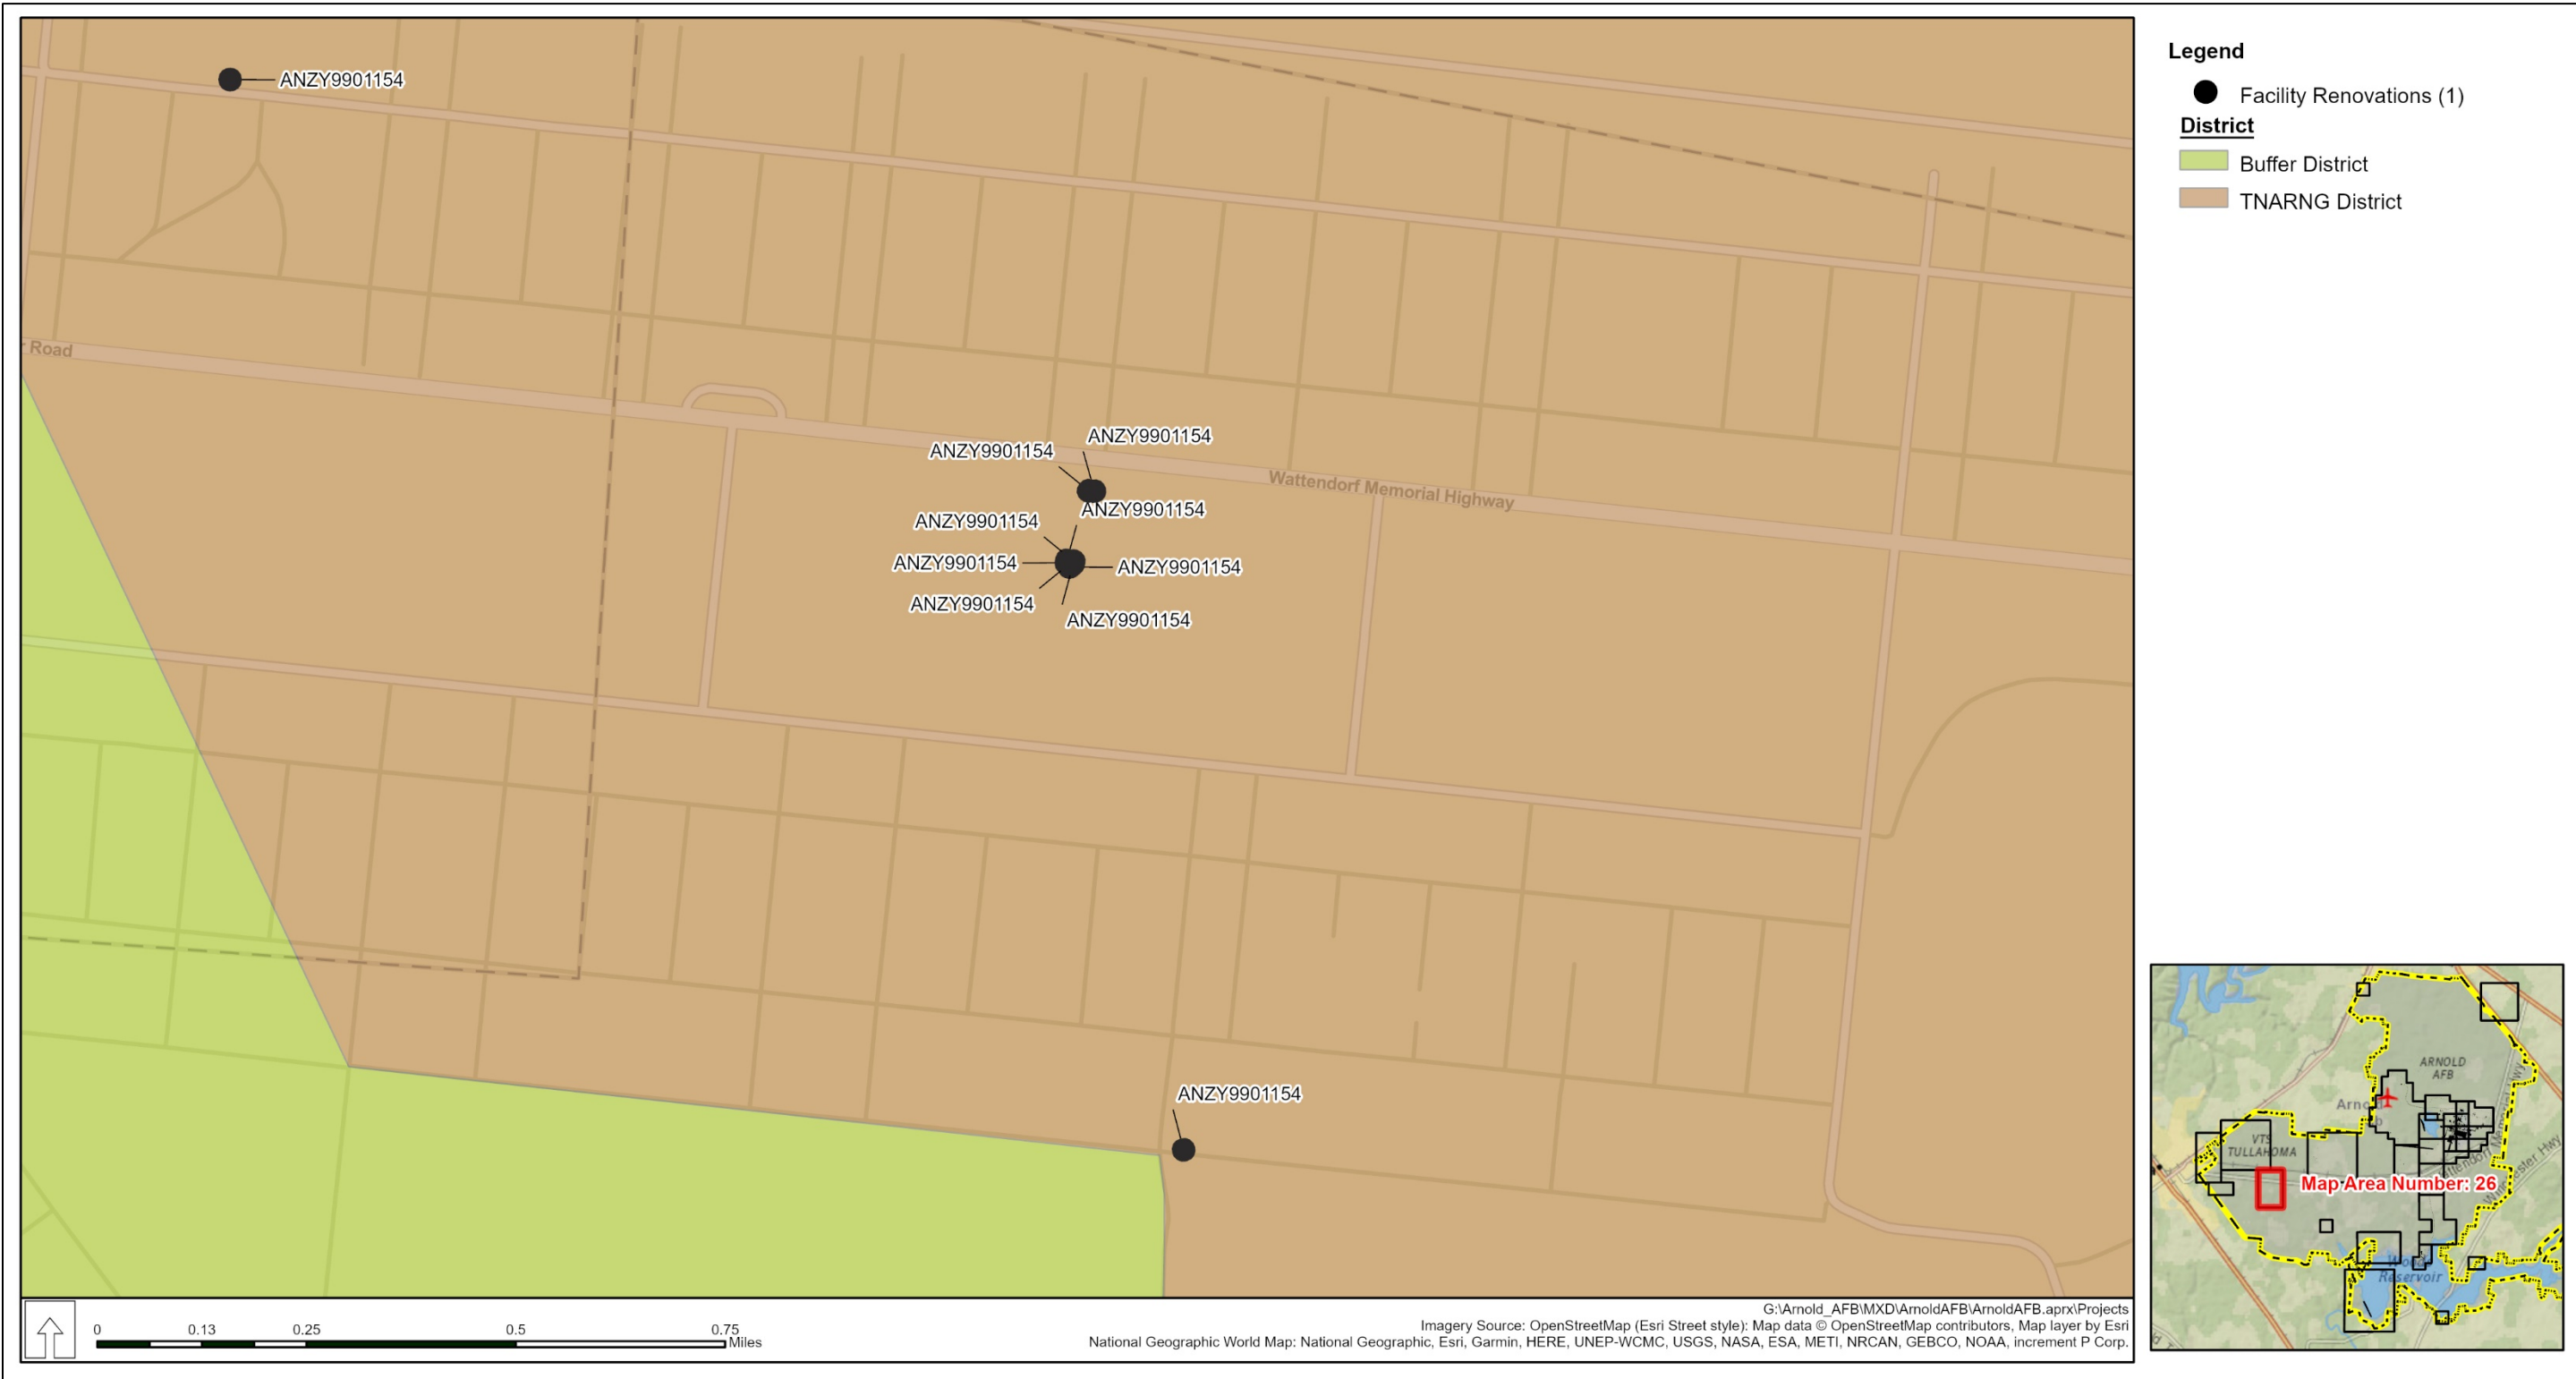 ANZY9901154
r Road
ANZY9901154
ANZY9901154
Wattendorf Memorial Highway
ANZY9901154
ANZY9901154
ANZY9901154
ANZY9901154
ANZY9901154
ANZY9901154
ANZY9901154
Legend
Facility Renovations (1)
District
Buffer District
TNARNG District
ARNOLD
AFB
VTS
TULLAHOMA
Map Area Number: 26
Woods
Reservoir
0
0.13
0.25
0.5
0.75
Miles
G:\Arnold_AFB\MXD\ArnoldAFB\ArnoldAFB.aprx\Projects
Imagery Source: OpenStreetMap (Esri Street style): Map data © OpenStreetMap contributors, Map layer by Esri
National Geographic World Map: National Geographic, Esri, Garmin, HERE, UNEP-WCMC, USGS, NASA, ESA, METI, NRCAN, GEBCO, NOAA, increment P Corp.